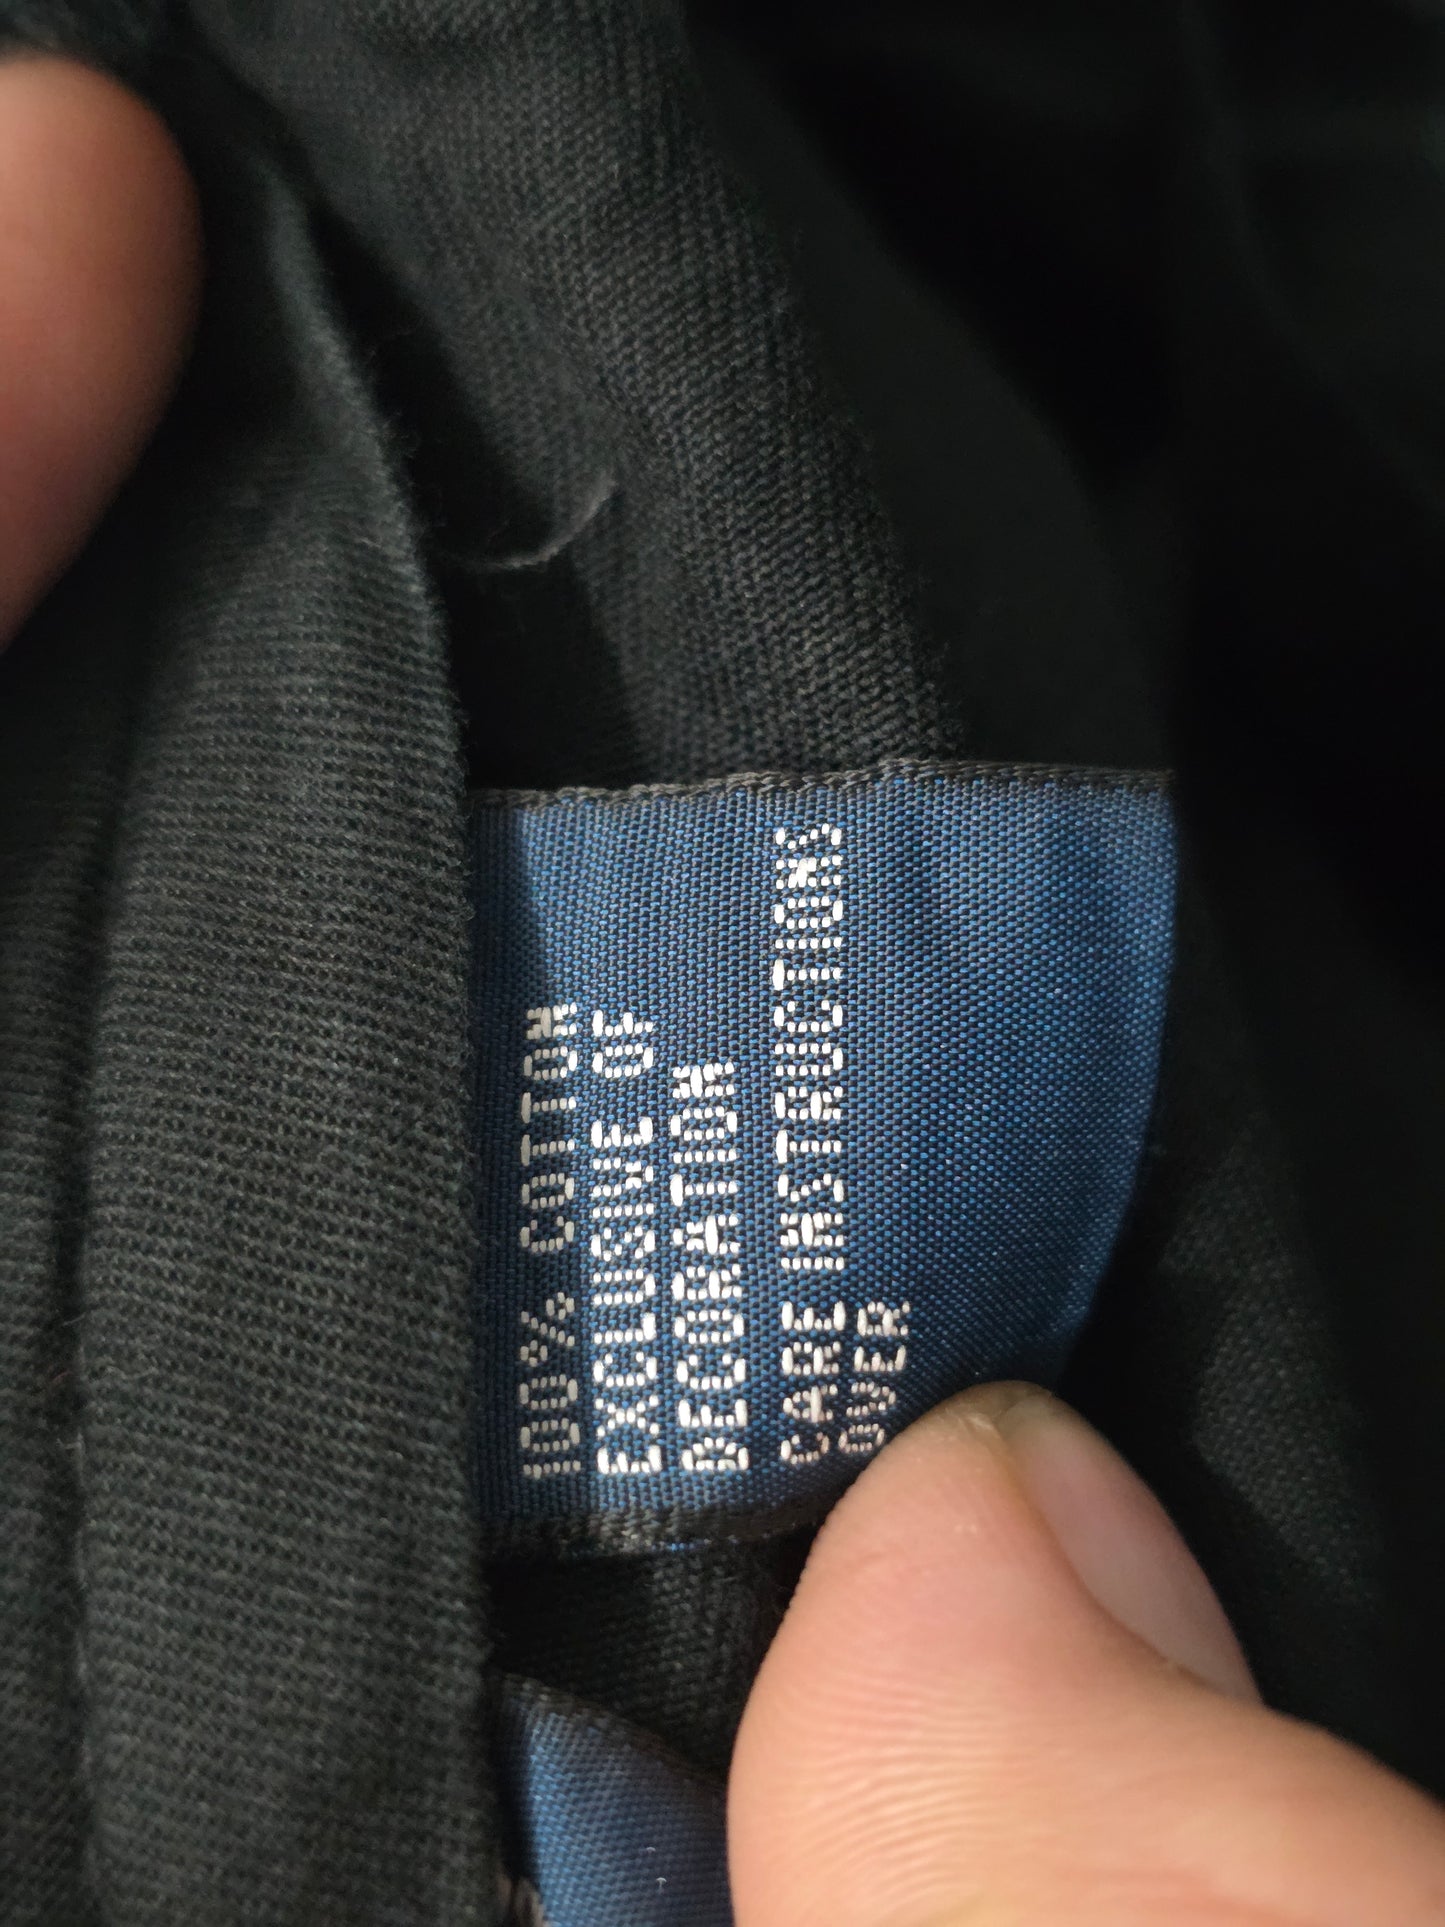 100% COTTON
EXCLUSIVE OF
DECORATION
CARE INSTRUCTIONS
OVER